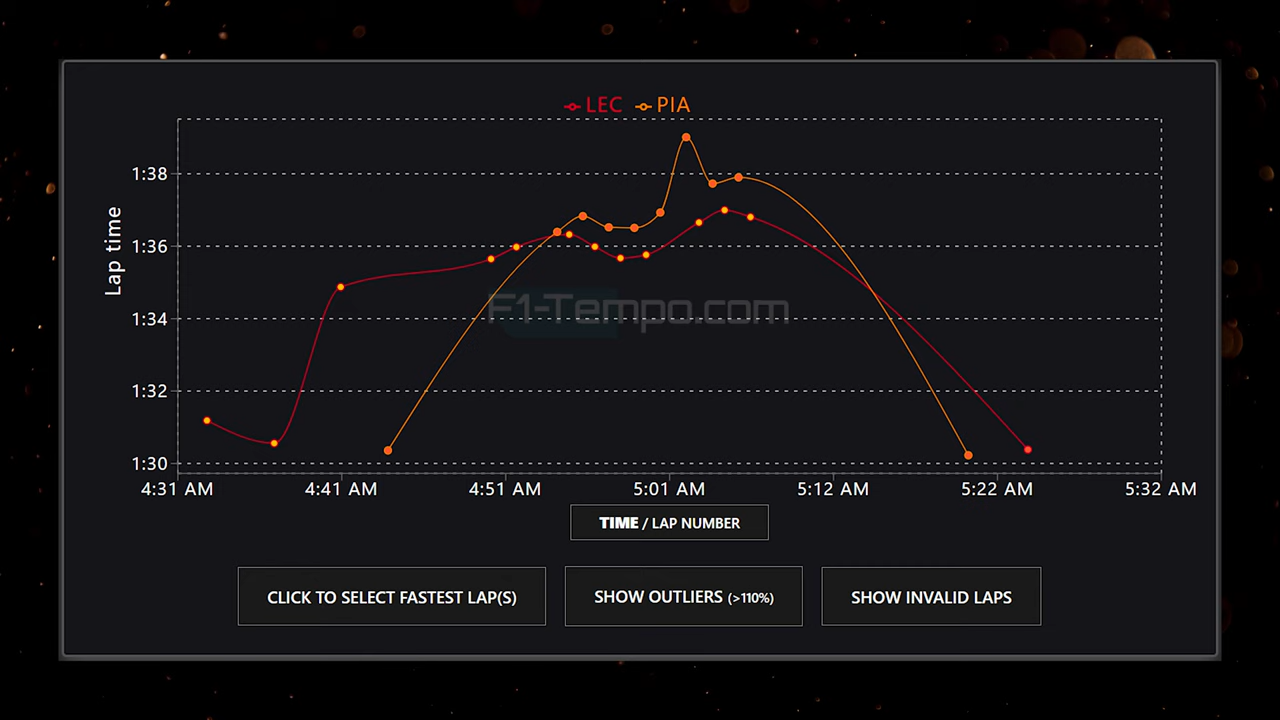 LEC PIA
1:38
1:36
1:34
1:32
1:30
Lap time
F1-Tempo.com
4:31 AM 4:41 AM 4:51 AM 5:01 AM 5:12 AM 5:22 AM 5:32 AM
TIME / LAP NUMBER
CLICK TO SELECT FASTEST LAP(S) SHOW OUTLIERS (>110%) SHOW INVALID LAPS